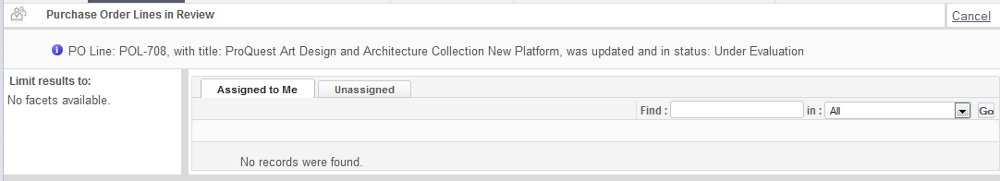 Purchase Order Lines in Review
Cancel
PO Line: POL-708, with title: ProQuest Art Design and Architecture Collection New Platform, was updated and in status: Under Evaluation
Limit results to:
No facets available.
Assigned to Me
Unassigned
Find :
in :
All
Go
No records were found.